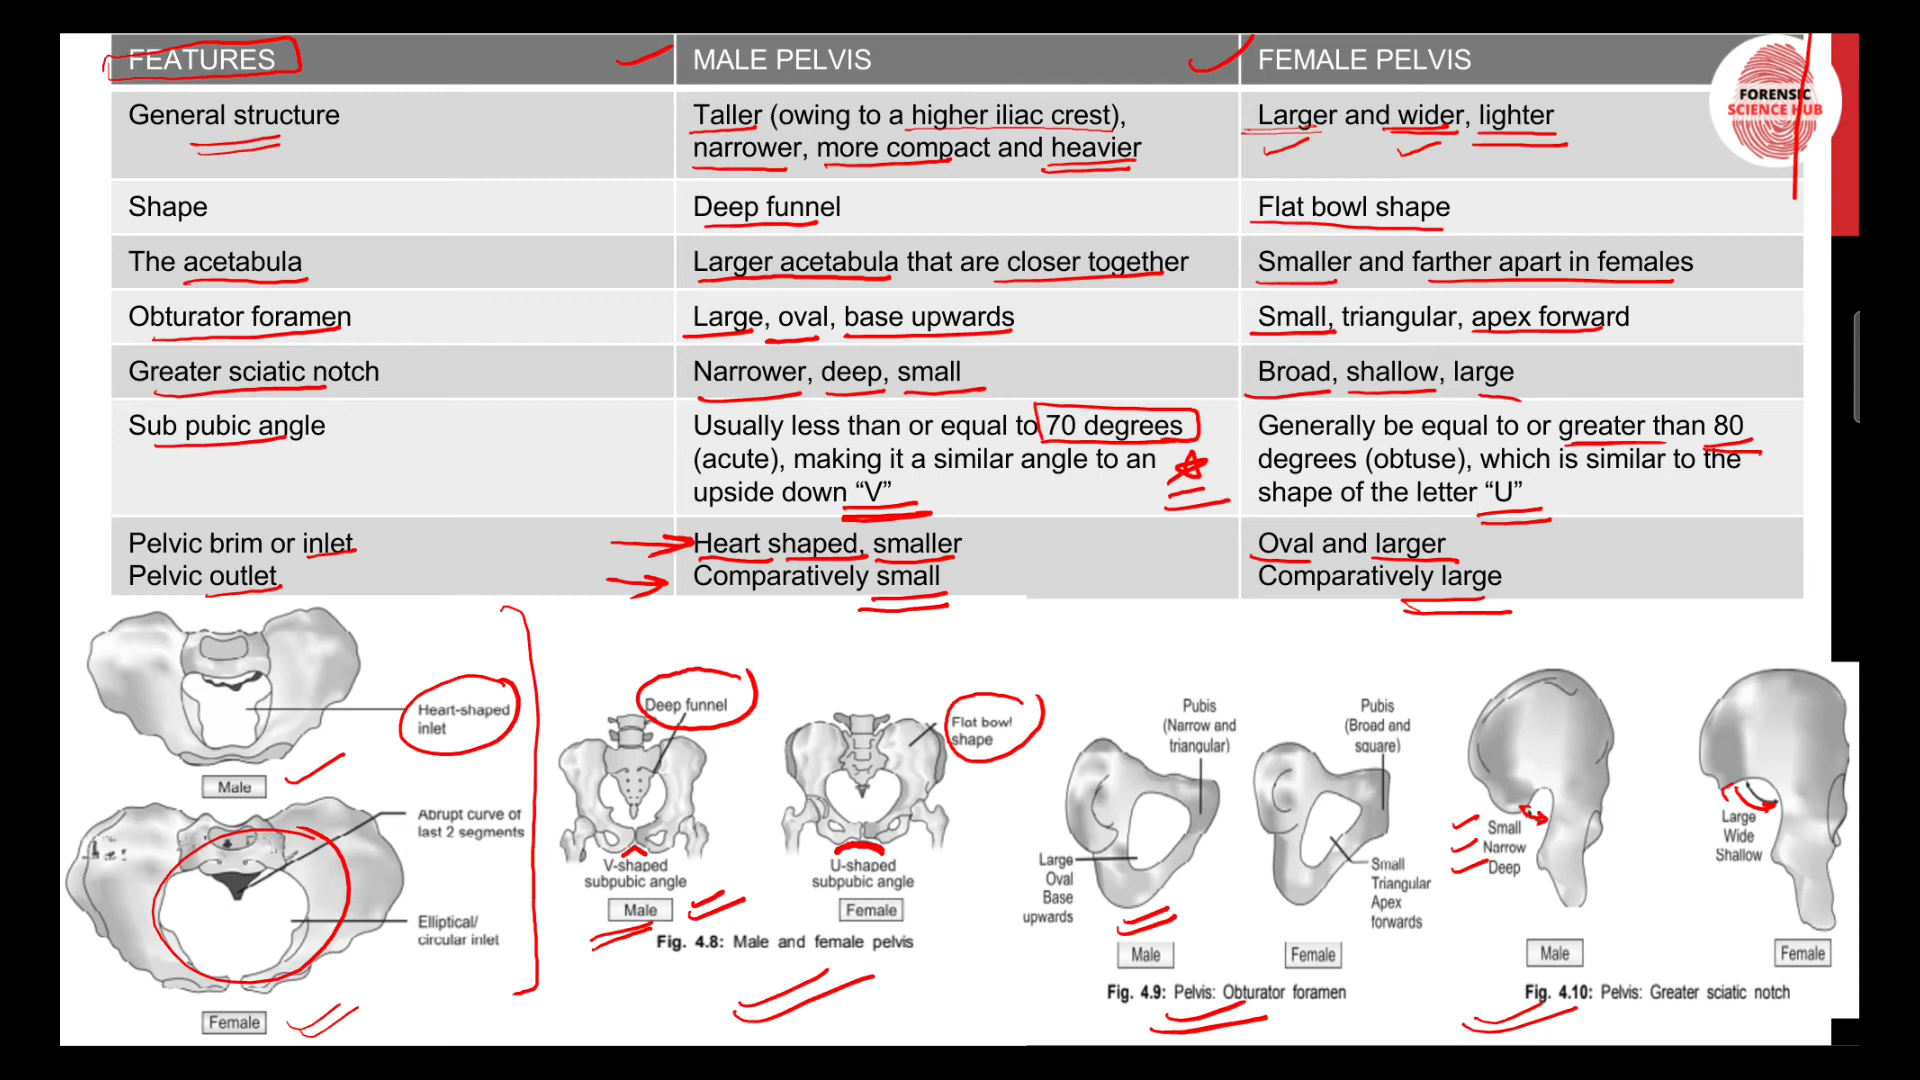 FEATURES MALE PELVIS FEMALE PELVIS
FORENSIC
SCIENCE HUB
General structure
Taller (owing to a higher iliac crest),
narrower, more compact and heavier
Larger and wider, lighter
Shape
Deep funnel
Flat bowl shape
The acetabula
Larger acetabula that are closer together
Smaller and farther apart in females
Obturator foramen
Large, oval, base upwards
Small, triangular, apex forward
Greater sciatic notch
Narrower, deep, small
Broad, shallow, large
Sub pubic angle
Usually less than or equal to 70 degrees
(acute), making it a similar angle to an
upside down “V”
Generally be equal to or greater than 80
degrees (obtuse), which is similar to the
shape of the letter “U”
Pelvic brim or inlet
Pelvic outlet
Heart shaped, smaller
Comparatively small
Oval and larger
Comparatively large
Heart-shaped
inlet
Male
Abrupt curve of
last 2 segments
Elliptical/
circular inlet
Female
Deep funnel
Flat bowl
shape
V-shaped
subpubic angle
Male
U-shaped
subpubic angle
Female
Fig. 4.8: Male and female pelvis
Pubis
(Narrow and
triangular)
Pubis
(Broad and
square)
Large
Oval
Base
upwards
Small
Triangular
Apex
forwards
Male
Female
Fig. 4.9: Pelvis: Obturator foramen
Small
Narrow
Deep
Large
Wide
Shallow
Male
Female
Fig. 4.10: Pelvis: Greater sciatic notch